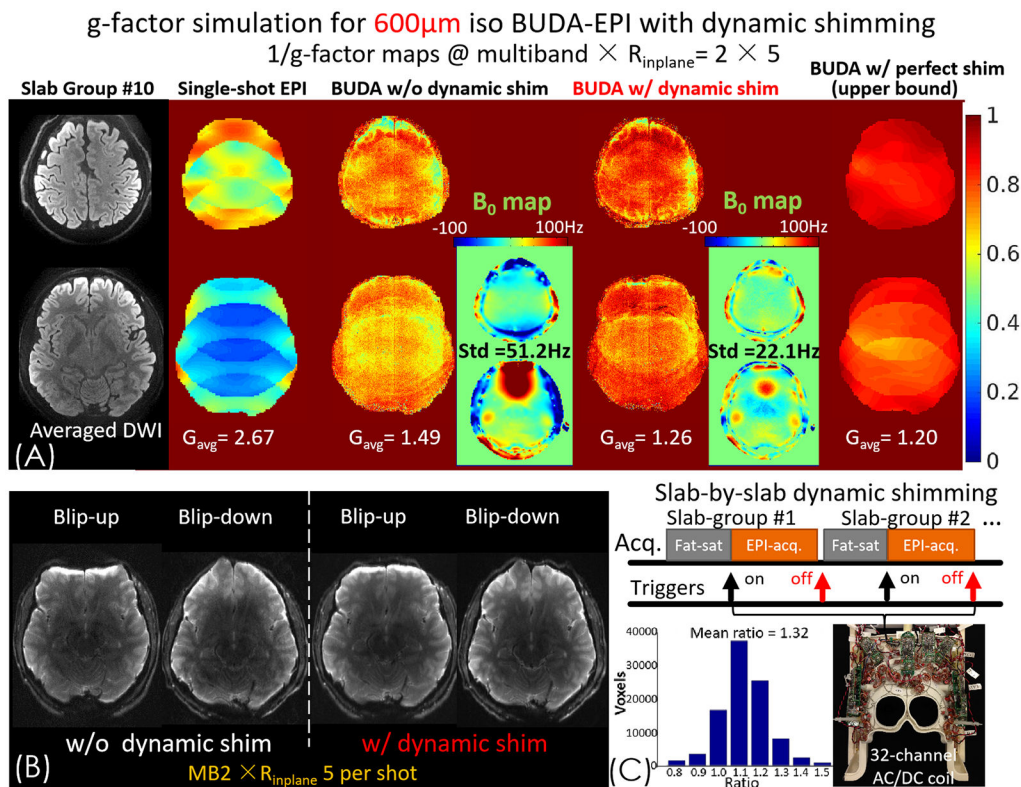 g-factor simulation for 600μm iso BUDA-EPI with dynamic shimming
1/g-factor maps @ multiband × Rinplane= 2 × 5
Slab Group #10
Single-shot EPI
BUDA w/o dynamic shim
BUDA w/ dynamic shim
BUDA w/ perfect shim
(upper bound)
1
0.8
0.6
0.4
0.2
0
B0 map
-100 100Hz
Std =51.2Hz
B0 map
-100 100Hz
Std =22.1Hz
Averaged DWI
Gavg= 2.67
Gavg = 1.49
Gavg = 1.26
Gavg = 1.20
(A)
Blip-up
Blip-down
Blip-up
Blip-down
w/o dynamic shim
w/ dynamic shim
MB2 ×Rinplane 5 per shot
(B)
Slab-by-slab dynamic shimming
Slab-group #1
Slab-group #2 ...
Acq.
Fat-sat
EPI-acq.
Fat-sat
EPI-acq.
Triggers
on
off
on
off
Mean ratio = 1.32
40000
30000
20000
10000
0
Voxels
0.8 0.9 1.0 1.1 1.2 1.3 1.4 1.5
Ratio
32-channel
AC/DC coil
(C)